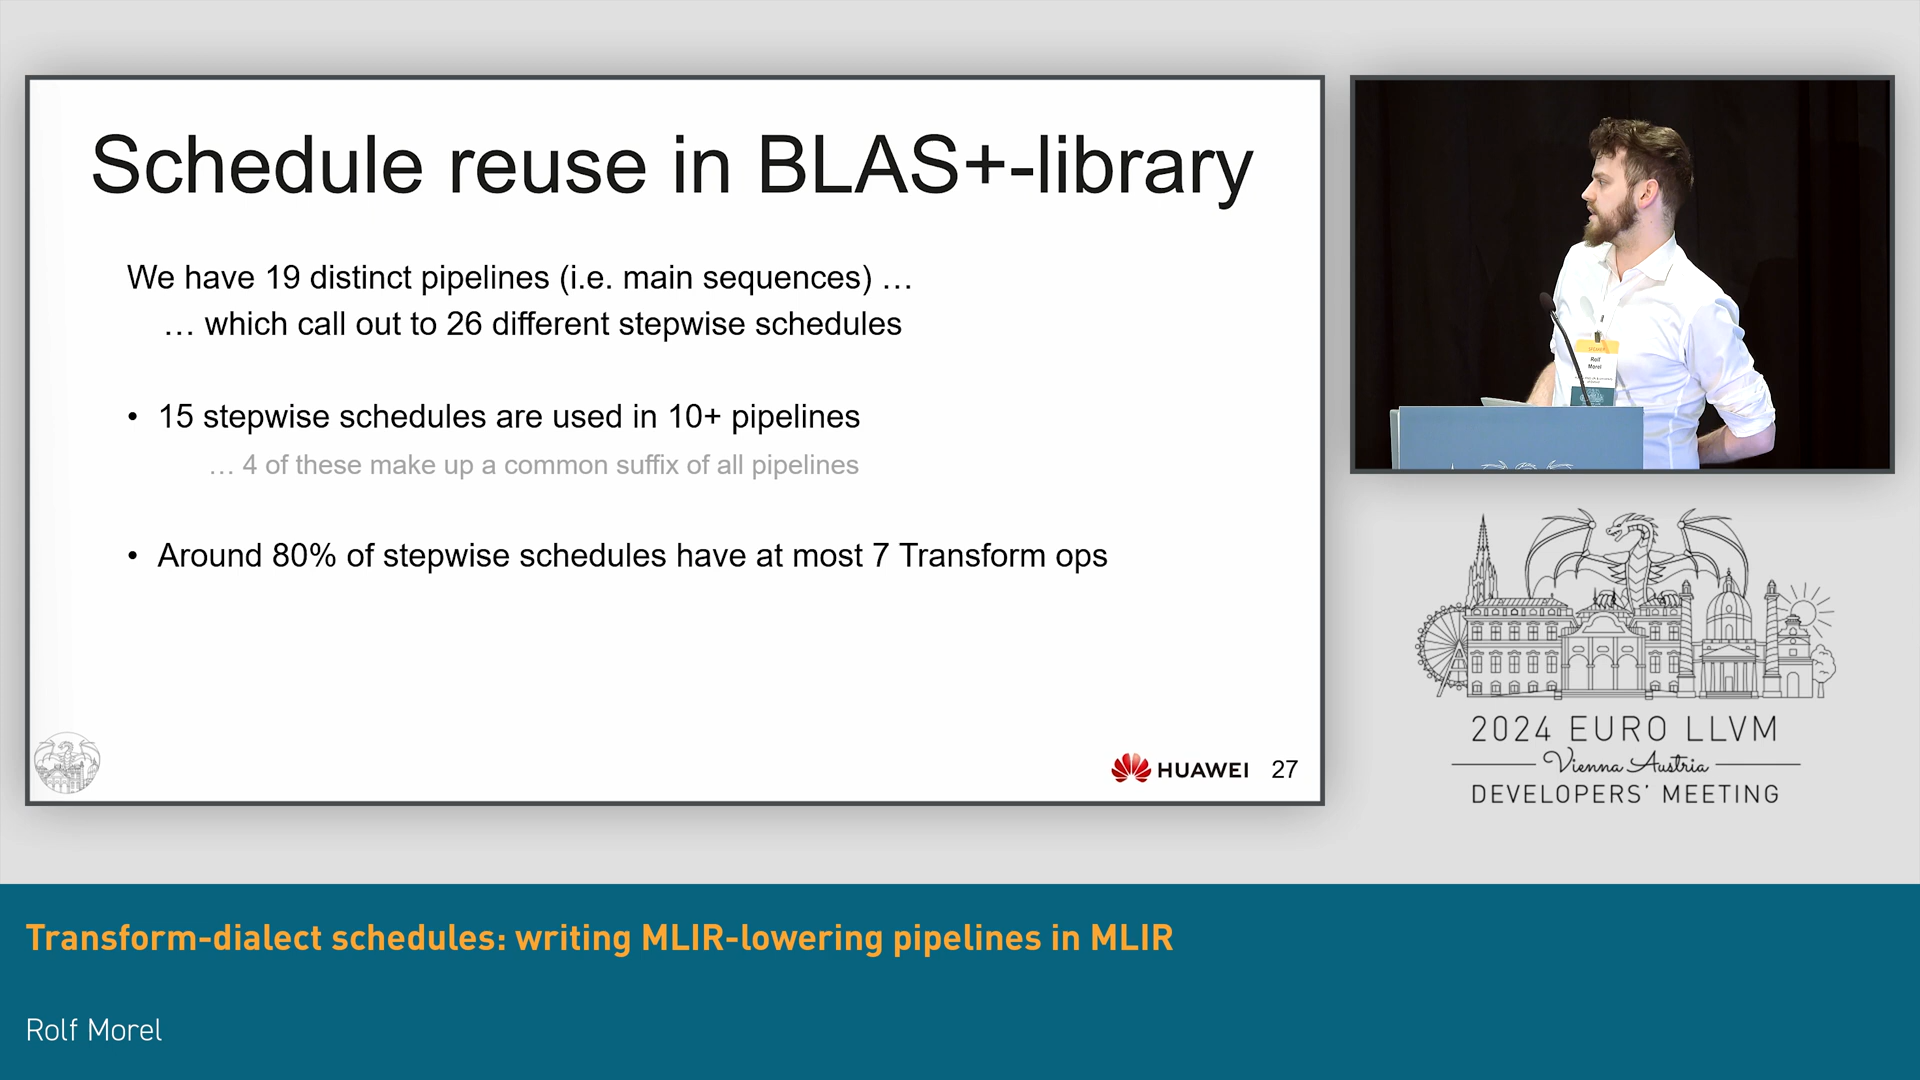 Schedule reuse in BLAS+-library
We have 19 distinct pipelines (i.e. main sequences) …
… which call out to 26 different stepwise schedules
• 15 stepwise schedules are used in 10+ pipelines
… 4 of these make up a common suffix of all pipelines
• Around 80% of stepwise schedules have at most 7 Transform ops
HUAWEI 27
Rolf
Morel
2024 EURO LLVM
Vienna Austria
DEVELOPERS' MEETING
Transform-dialect schedules: writing MLIR-lowering pipelines in MLIR
Rolf Morel